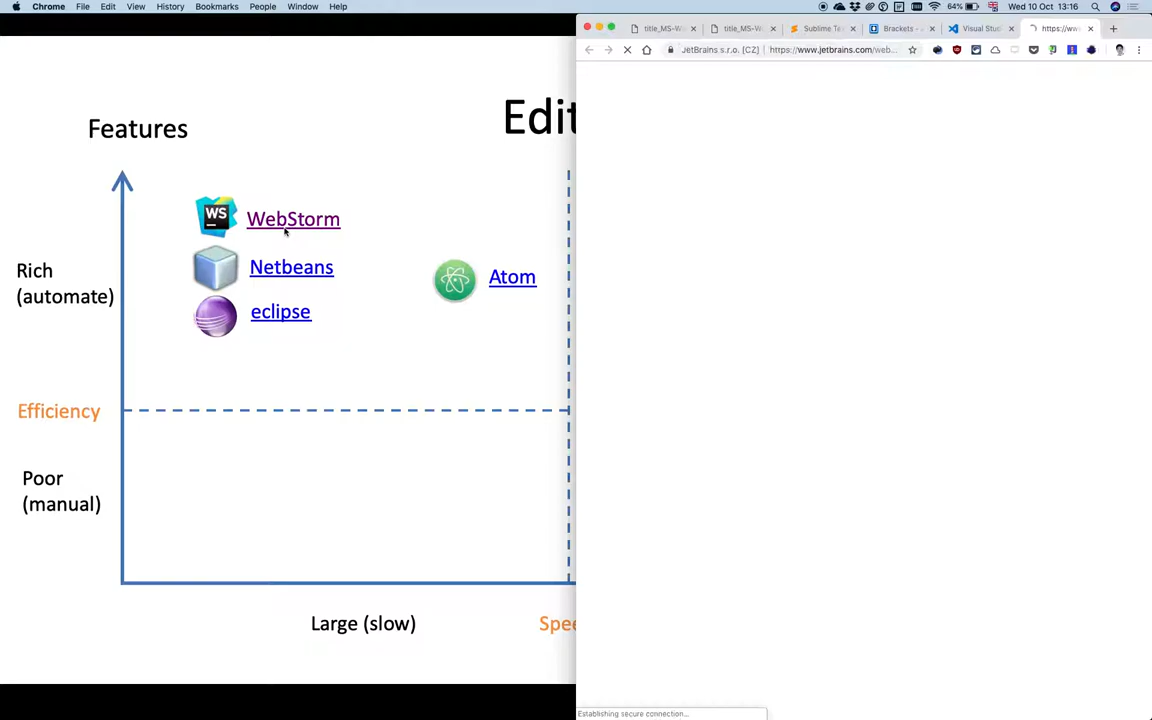 Chrome File Edit View History Bookmarks People Window Help
64% Wed 10 Oct 13:16
title_MS-W
title_MS-W
Sublime Te
Brackets -
Visual Stud
https://ww
JetBrains s.r.o. [CZ] | https://www.jetbrains.com/web...
Edit
Features
WS
WebStorm
Netbeans
eclipse
Atom
Rich
(automate)
Efficiency
Poor
(manual)
Large (slow)
Spee
Establishing secure connection...